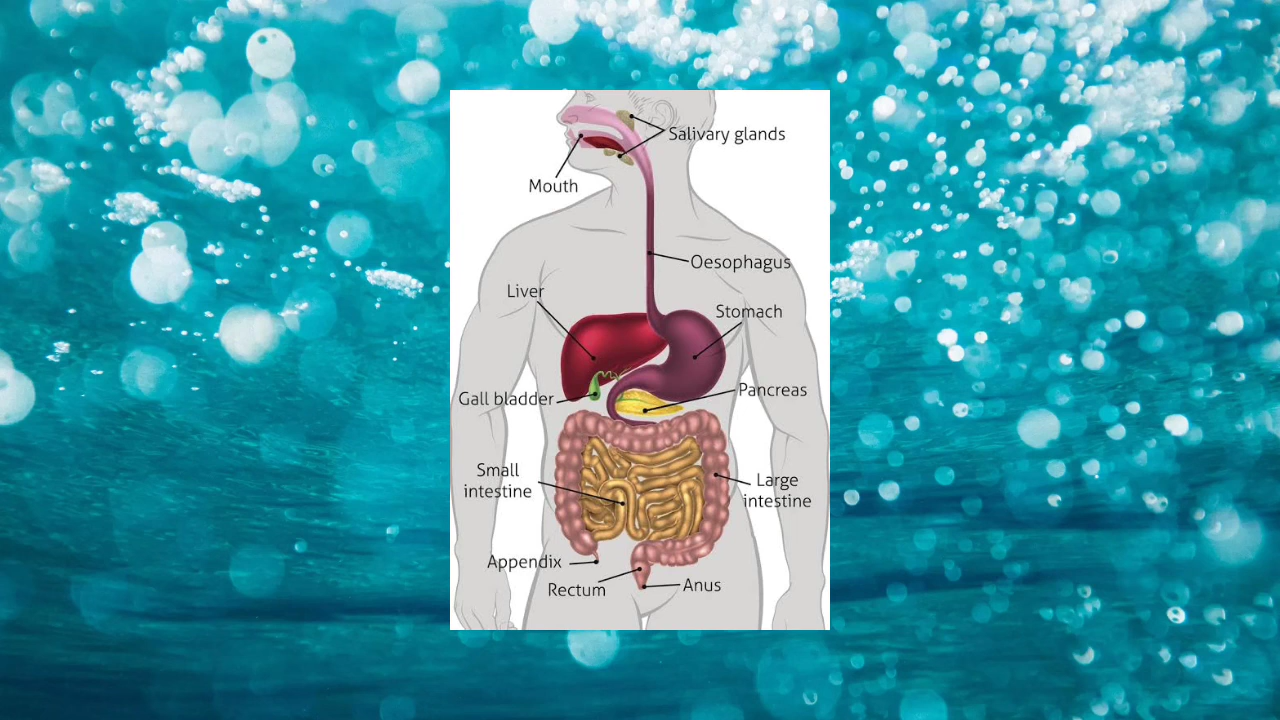 Salivary glands
Mouth
Oesophagus
Liver
Stomach
Pancreas
Gall bladder
Small
intestine
Large
intestine
Appendix
Rectum
Anus